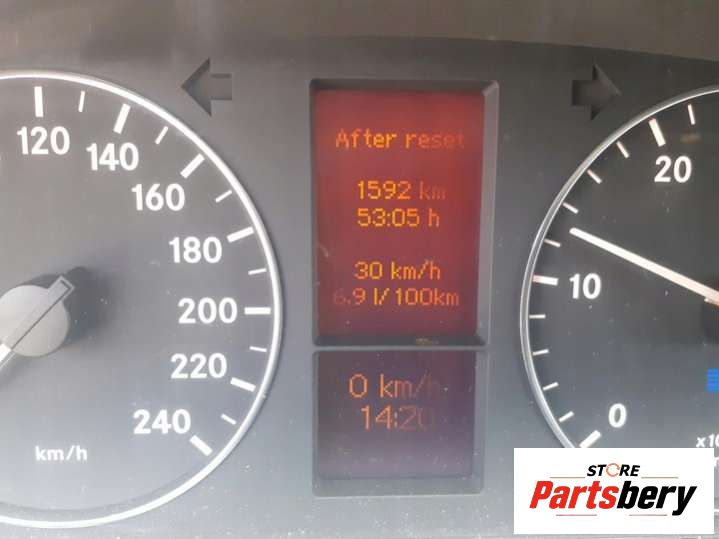 120
140
160
180
200
220
240
km/h
After reset
1592 km
53:05 h
30 km/h
6.9 l/100km
0 km/h
14:20
20
10
0
STORE
Partsbery